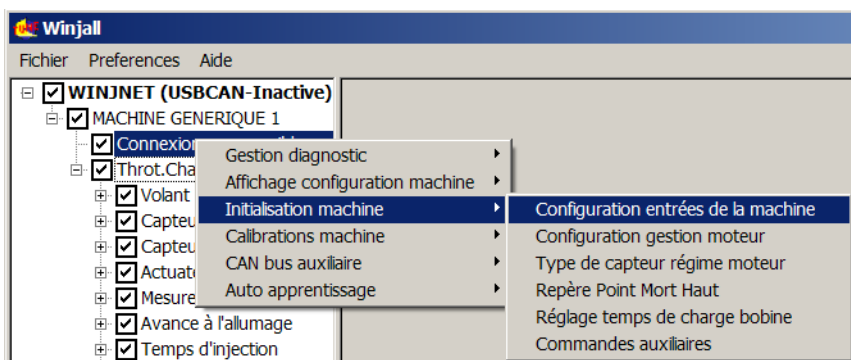 Winjall
Fichier Preferences Aide
WINJNET (USBCAN-Inactive)
MACHINE GENERIQUE 1
Connexion
Throt.Cha
Volant
Capteu
Capteu
Actuate
Mesure
Avance à l'allumage
Temps d'injection
Gestion diagnostic
Affichage configuration machine
Initialisation machine
Calibrations machine
CAN bus auxiliaire
Auto apprentissage
Configuration entrées de la machine
Configuration gestion moteur
Type de capteur régime moteur
Repère Point Mort Haut
Réglage temps de charge bobine
Commandes auxiliaires